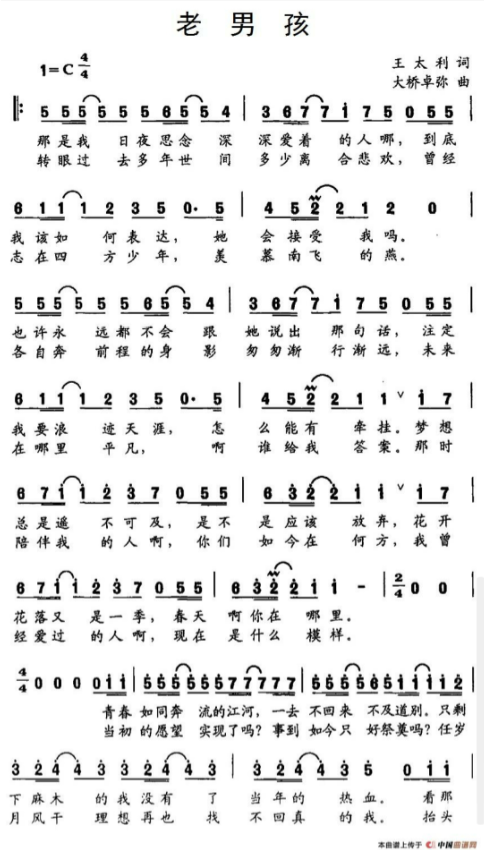 老男孩
1=C 4/4
王太利 词
大桥卓弥 曲
5 5 5 5 5 6 5 5 4 | 3 6 7 7 1 7 5 0 5 5 |
那是我 日夜思念 深 深爱着 的人哪，到底
转眼过 去多年世 间 多少离 合悲欢，曾经
6 1 1 1 2 3 5 0· 5 | 4 5 2 2 1 2 0
我该如 何表达，她 会接受 我吗。
志在四 方少年，羡 慕南飞 的燕。
5 5 5 5 5 6 5 5 4 | 3 6 7 7 1 7 5 0 5 5 |
也许永 远都不会 跟 她说出 那句话，注定
各自奔 前程的身 影 匆匆渐 行渐远，未来
6 1 1 1 2 3 5 0· 5 | 4 5 2 2 1 1 1 7
我要浪 迹天涯，怎 么能有 牵挂。梦想
在哪里 平凡，啊 谁给我 答案。那时
6 7 1 1 2 3 7 0 5 5 | 6 3 2 2 1 2 1 7 |
总是遥 不可及，是不 是应该 放弃，花开
陪伴我 的人啊，你们 如今在 何方，我曾
6 7 1 1 2 3 7 0 5 5 | 6 3 2 2 1 1 - | 2/4 0 0 |
花落又 是一季，春天 啊你在 哪里。
经爱过 的人啊，现在 是什么 模样。
4/4 0 0 0 0 1 1 | 5 5 5 5 5 5 5 7 7 7 7 7 | 6 5 5 5 5 1 1 1 2 |
青春 如同奔 流的江河，一去 不回来 不及道别。只剩
当初 的愿望 实现了吗？事到 如今只 好祭奠吗？任岁
3 2 4 4 3 2 4 3 | 3 2 4 4 3 0 1 2 |
下麻木 的我没有 了 当年的 热血。看那
月风干 理想再也 找 不回真 的我。抬头
本曲谱上传于 中国曲谱网